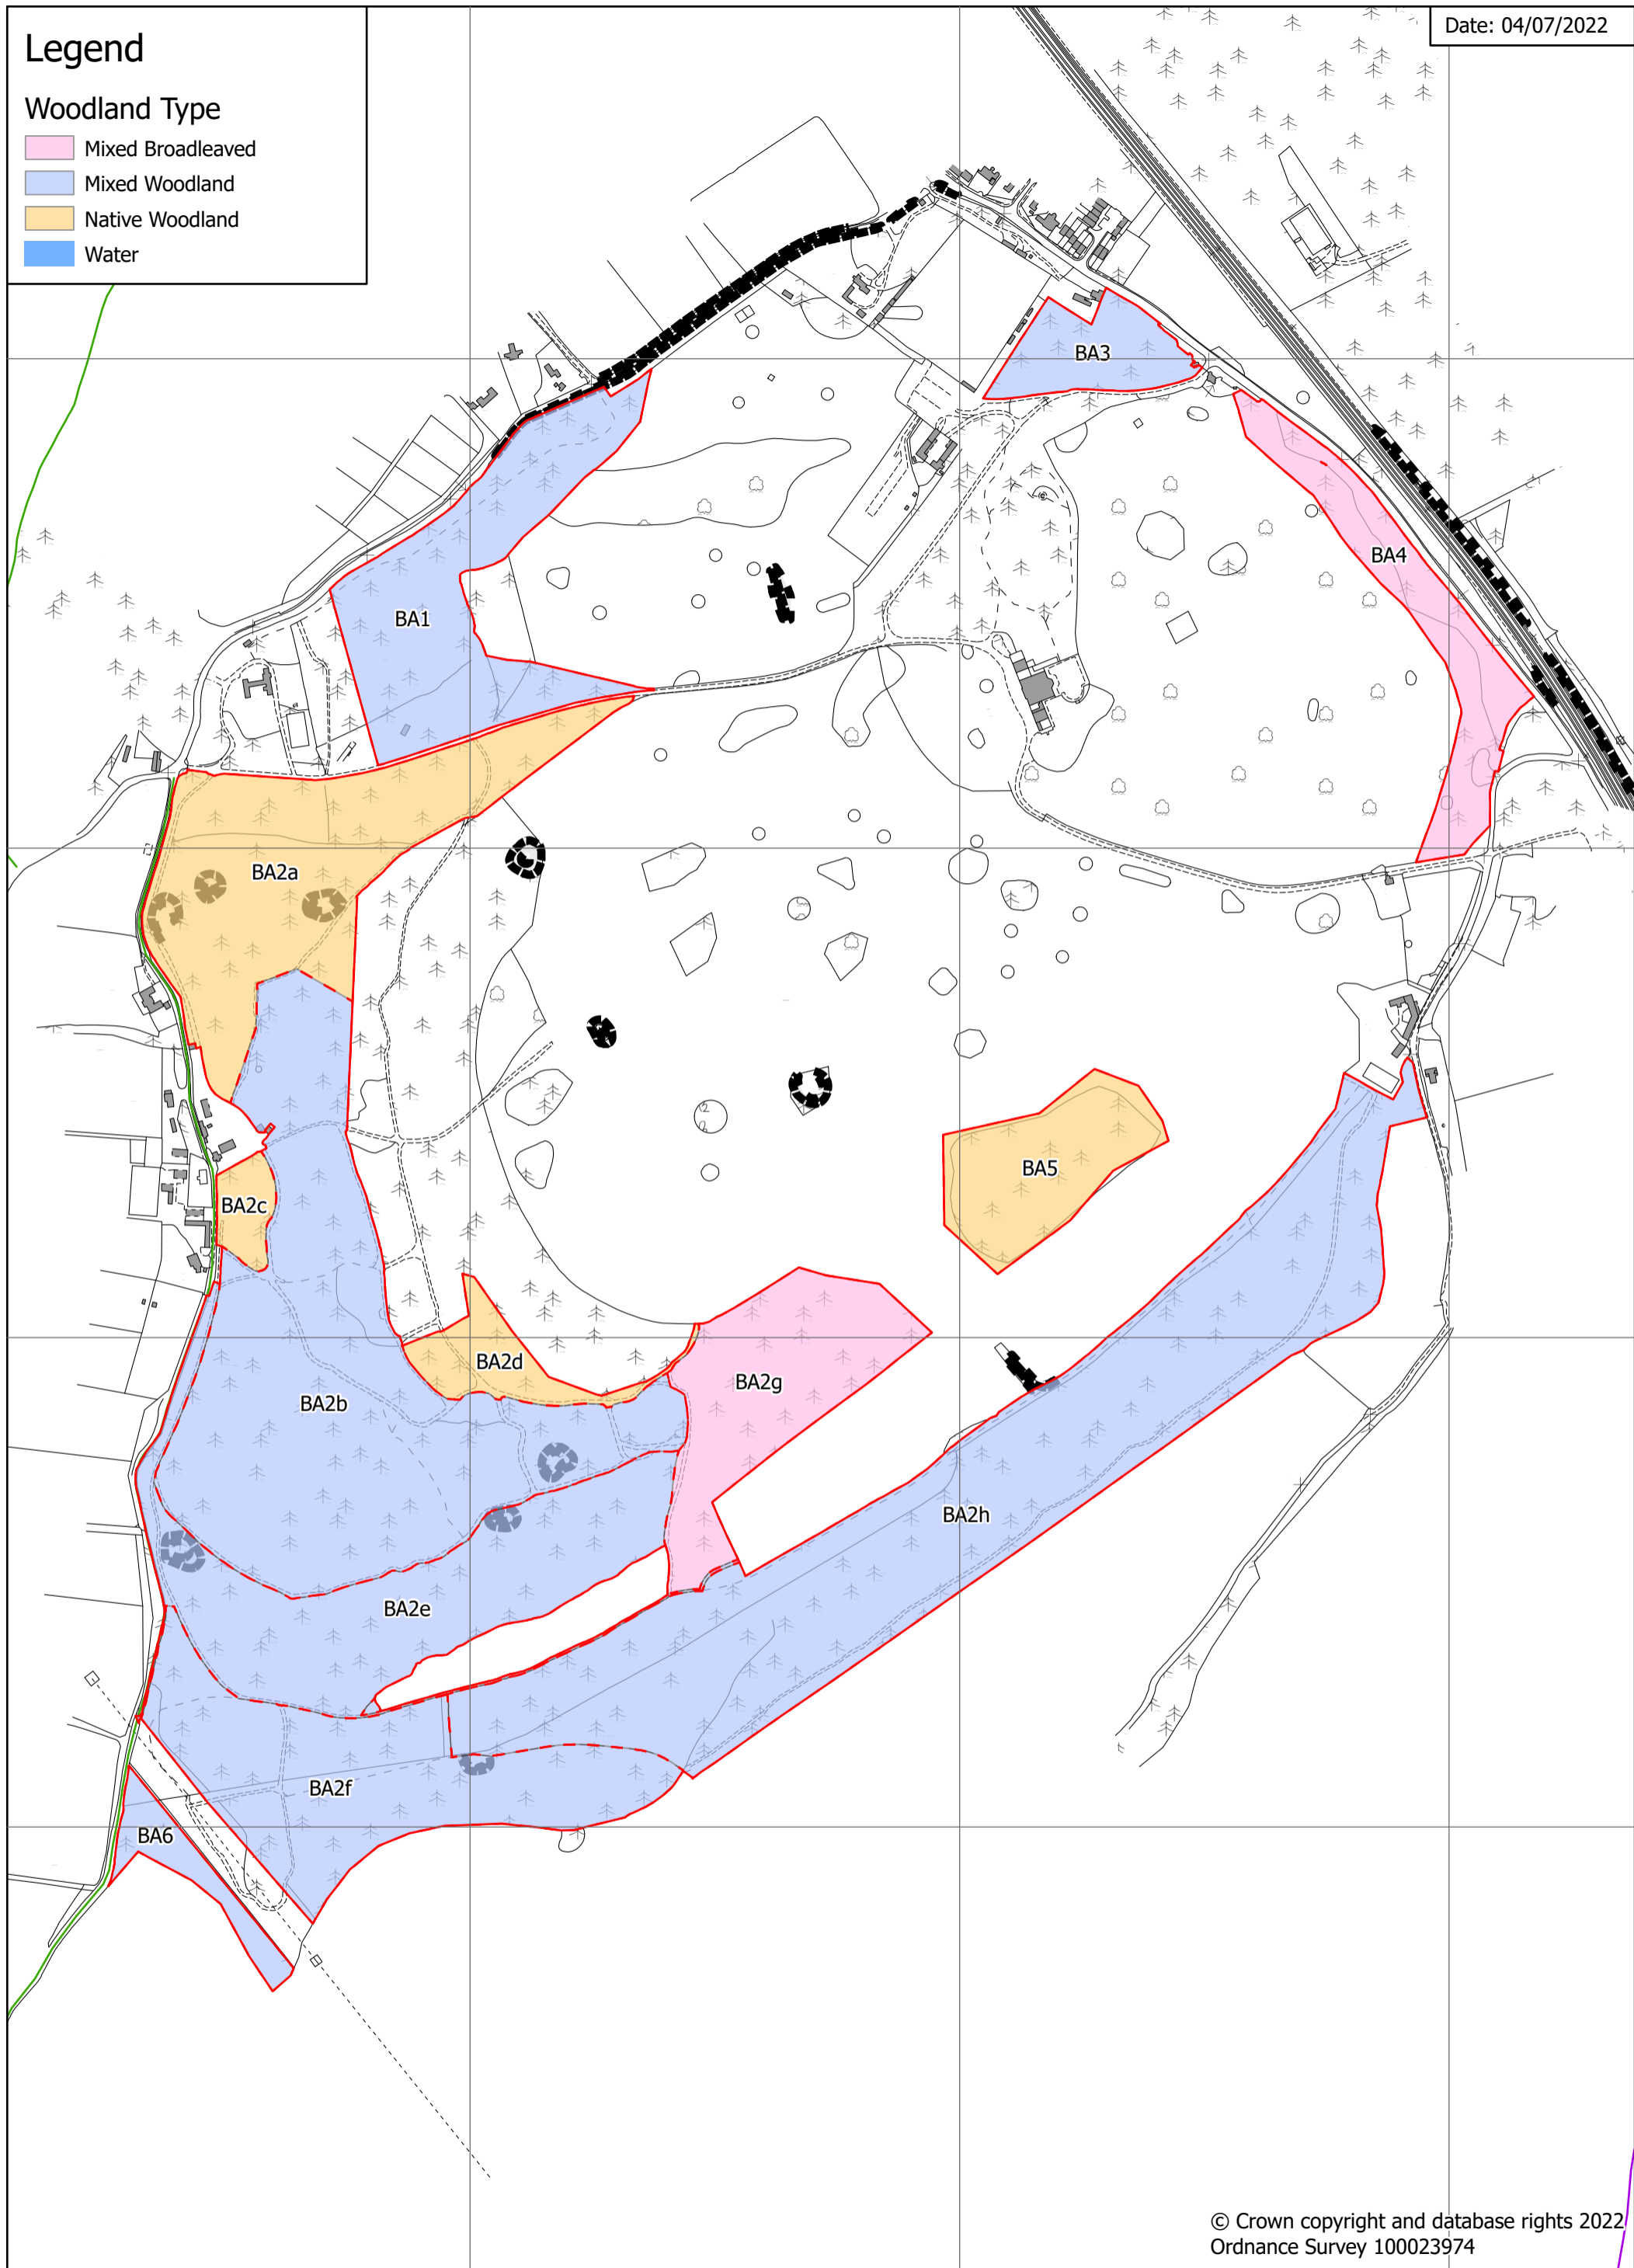 Legend
Woodland Type
Mixed Broadleaved
Mixed Woodland
Native Woodland
Water
Date: 04/07/2022
BA3
BA4
BA1
BA2a
BA5
BA2c
BA2d
BA2g
BA2b
BA2h
BA2e
BA2f
BA6
© Crown copyright and database rights 2022
Ordnance Survey 100023974